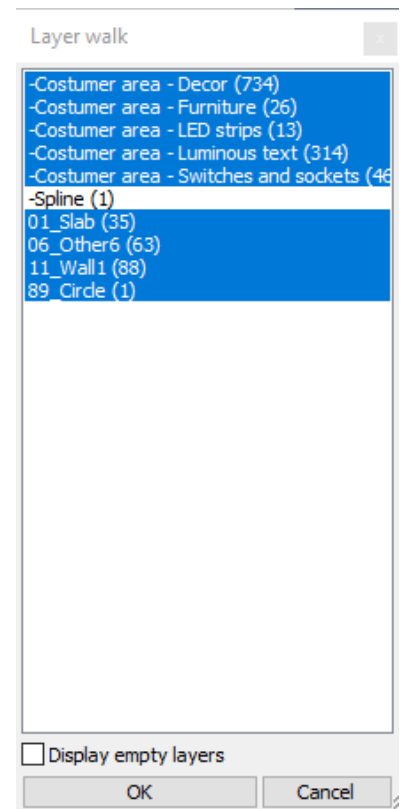 Layer walk
x
-Costumer area - Decor (734)
-Costumer area - Furniture (26)
-Costumer area - LED strips (13)
-Costumer area - Luminous text (314)
-Costumer area - Switches and sockets (46
-Spline (1)
01_Slab (35)
06_Other6 (63)
11_Wall1 (88)
89_Circle (1)
Display empty layers
OK Cancel